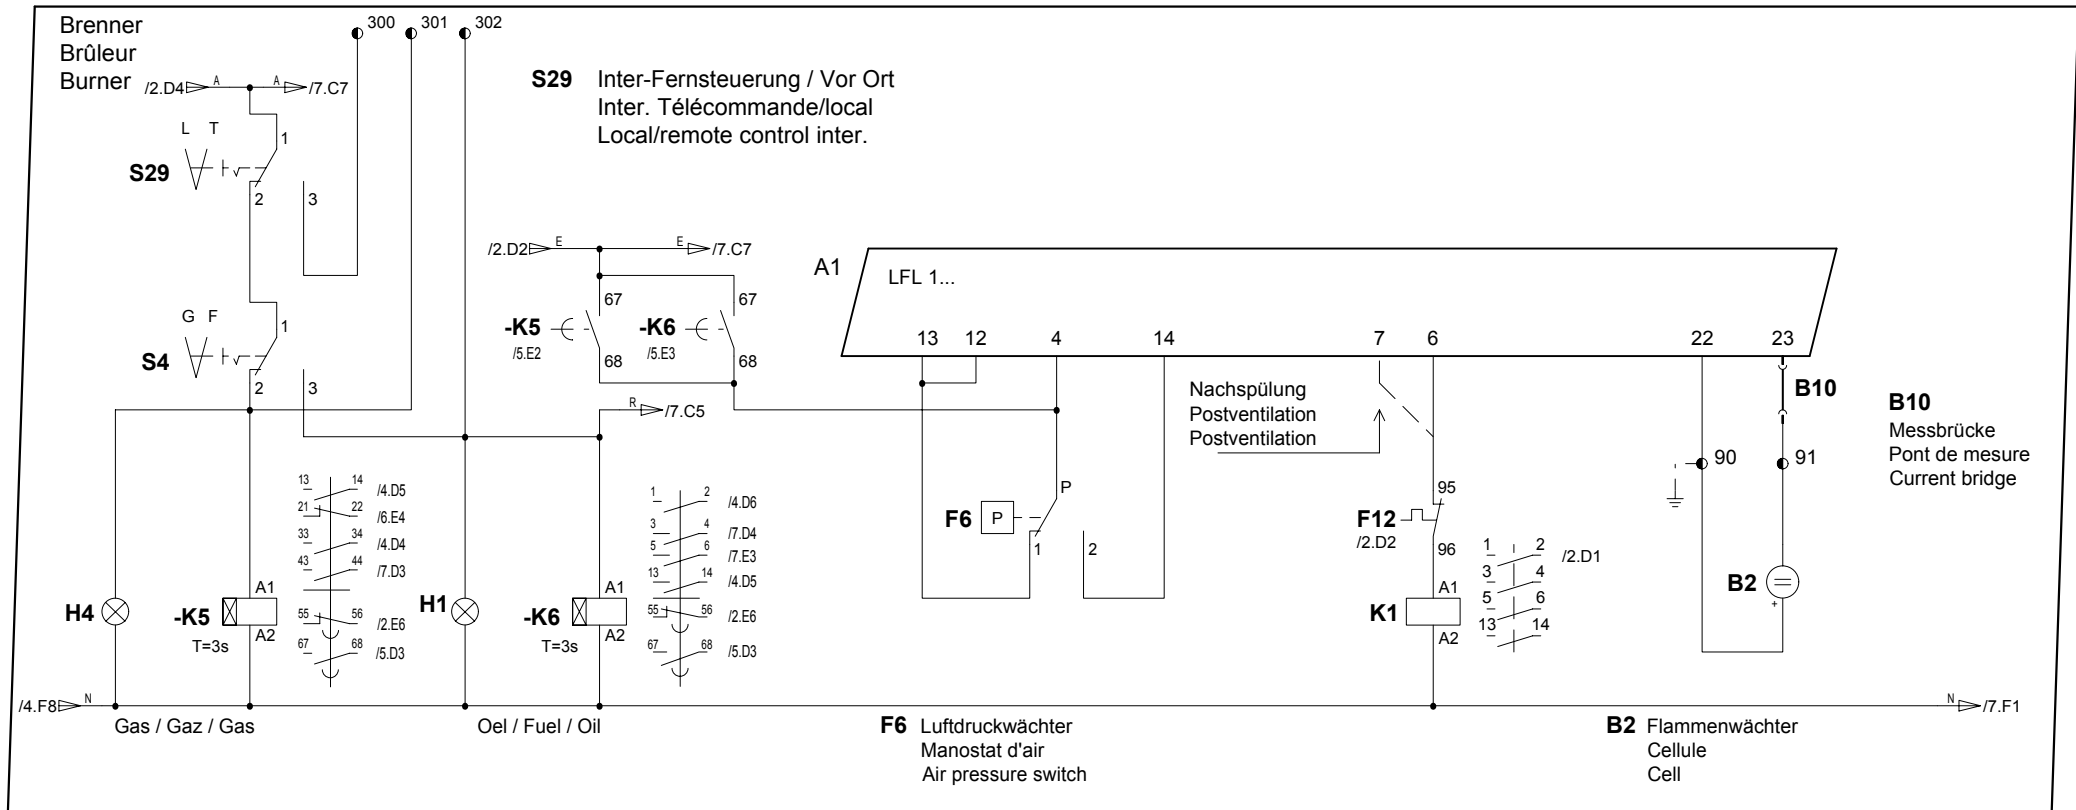 Brenner
Brûleur
Burner
300
301
302
/2.D4
A
A
/7.C7
S29 Inter-Fernsteuerung / Vor Ort
Inter. Télécommande/local
Local/remote control inter.
L T
1
S29
2
3
/2.D2
E
E
/7.C7
A1
LFL 1...
G F
1
S4
2
3
67
67
-K5
/5.E2
-K6
/5.E3
68
68
13
12
4
14
7
6
22
23
R
/7.C5
Nachspülung
Postventilation
Postventilation
B10
B10
Messbrücke
Pont de mesure
Current bridge
90
91
13 14 /4.D5
21 22 /6.E4
33 34 /4.D4
43 44 /7.D3
55 56 /2.E6
67 68 /5.D3
1 2 /4.D6
3 4 /7.D4
5 6 /7.E3
13 14 /4.D5
55 56 /2.E6
67 68 /5.D3
P
F6
P
1
2
95
F12
/2.D2
96
1 2 /2.D1
3 4
5 6
13 14
H4
A1
-K5
A2
T=3s
H1
A1
-K6
A2
T=3s
A1
K1
A2
B2
+
/4.F8
N
N
/7.F1
Gas / Gaz / Gas
Oel / Fuel / Oil
F6 Luftdruckwächter
Manostat d'air
Air pressure switch
B2 Flammenwächter
Cellule
Cell